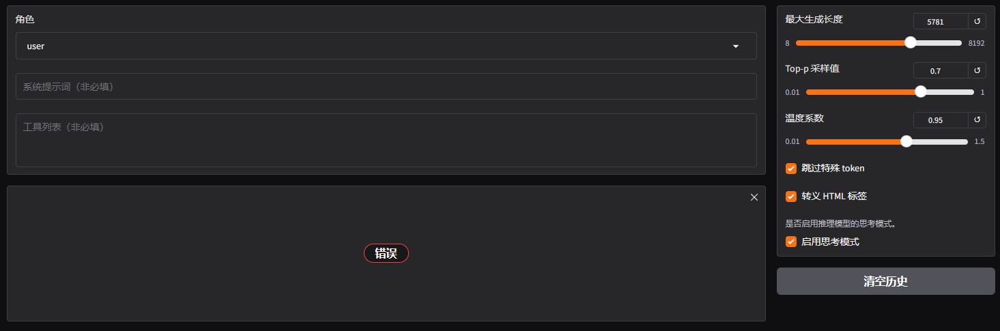 角色
user
系统提示词（非必填）
工具列表（非必填）
错误
最大生成长度
5781
8
8192
Top-p 采样值
0.7
0.01
1
温度系数
0.95
0.01
1.5
跳过特殊 token
转义 HTML 标签
是否启用推理模型的思考模式。
启用思考模式
清空历史